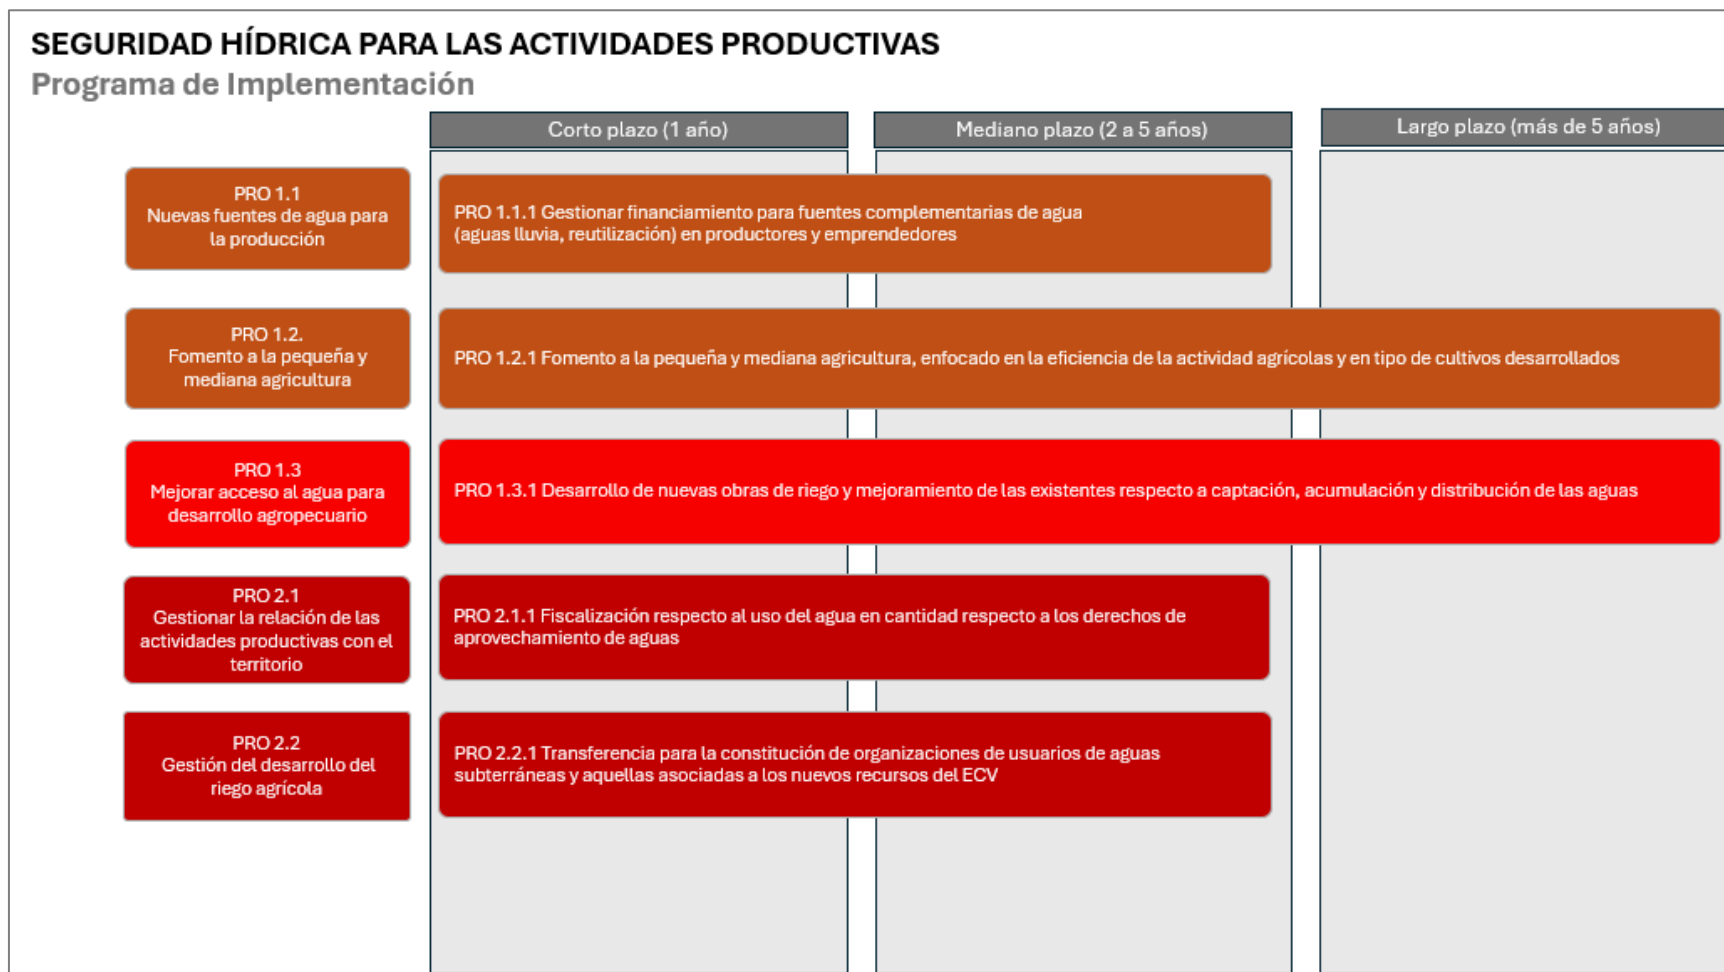 SEGURIDAD HÍDRICA PARA LAS ACTIVIDADES PRODUCTIVAS
Programa de Implementación
Corto plazo (1 año)
Mediano plazo (2 a 5 años)
Largo plazo (más de 5 años)
PRO 1.1
Nuevas fuentes de agua para
la producción
PRO 1.1.1 Gestionar financiamiento para fuentes complementarias de agua
(aguas lluvia, reutilización) en productores y emprendedores
PRO 1.2.
Fomento a la pequeña y
mediana agricultura
PRO 1.2.1 Fomento a la pequeña y mediana agricultura, enfocado en la eficiencia de la actividad agrícolas y en tipo de cultivos desarrollados
PRO 1.3
Mejorar acceso al agua para
desarrollo agropecuario
PRO 1.3.1 Desarrollo de nuevas obras de riego y mejoramiento de las existentes respecto a captación, acumulación y distribución de las aguas
PRO 2.1
Gestionar la relación de las
actividades productivas con el
territorio
PRO 2.1.1 Fiscalización respecto al uso del agua en cantidad respecto a los derechos de
aprovechamiento de aguas
PRO 2.2
Gestión del desarrollo del
riego agrícola
PRO 2.2.1 Transferencia para la constitución de organizaciones de usuarios de aguas
subterráneas y aquellas asociadas a los nuevos recursos del ECV